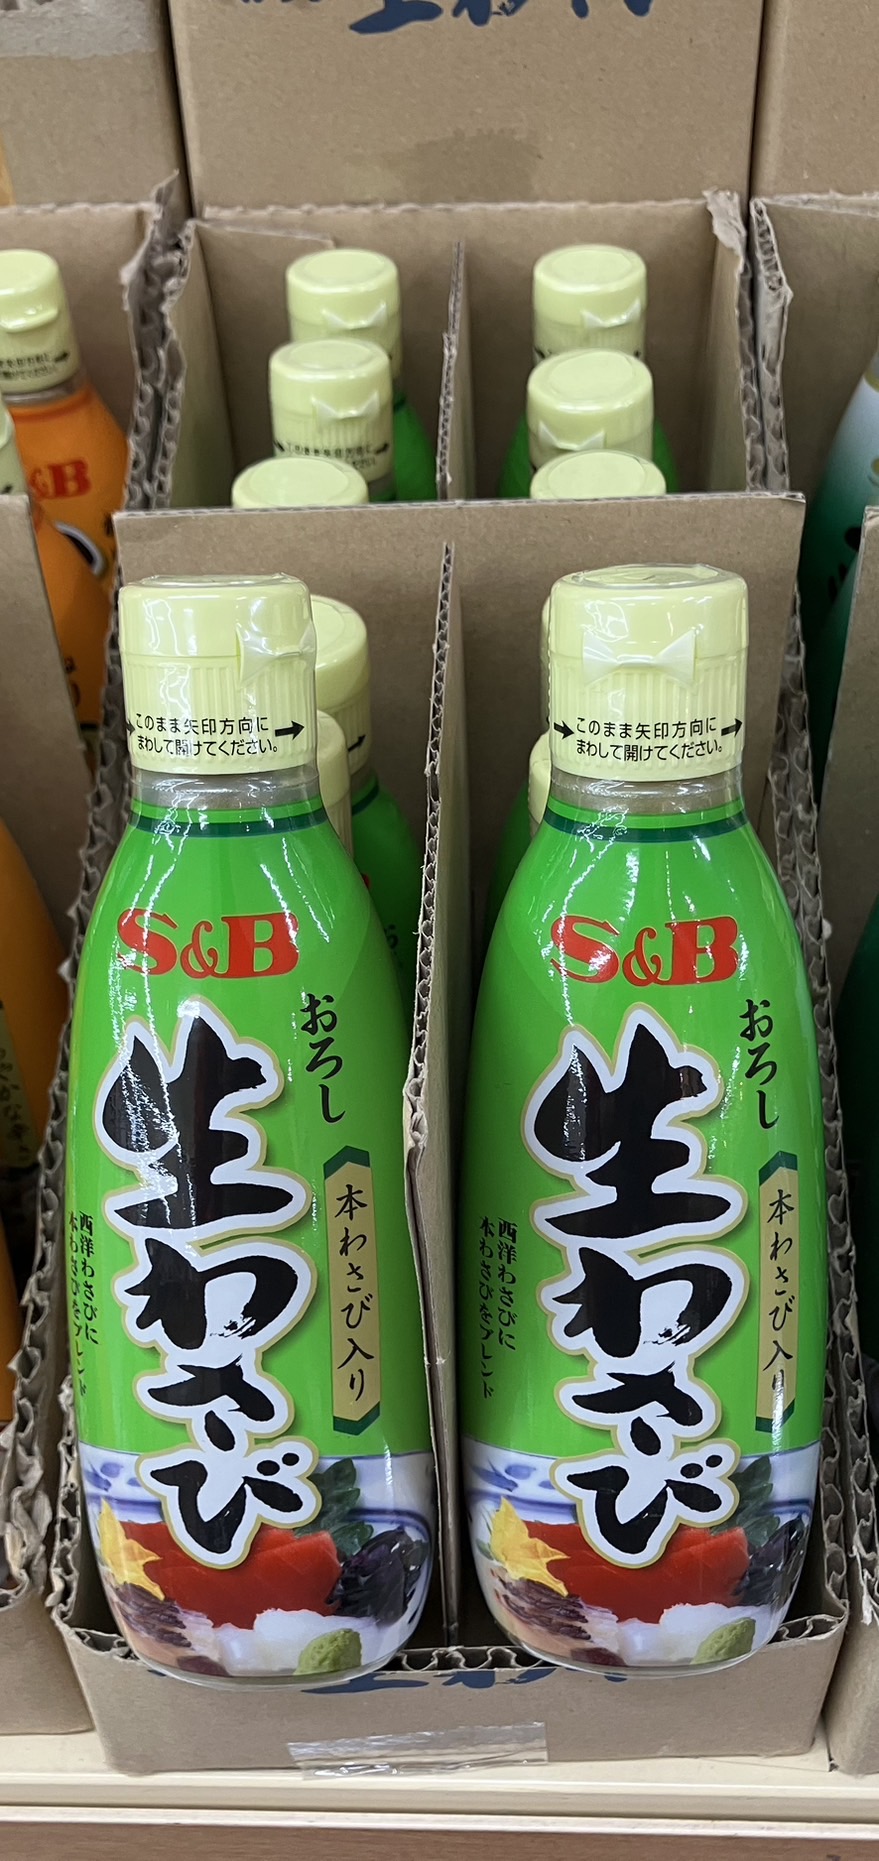 このまま矢印方向に
まわして開けてください。
S&B
おろし
生わさび
本わさび入り
西洋わさびに
本わさびをブレンド
このまま矢印方向に
まわして開けてください。
S&B
おろし
生わさび
本わさび入り
西洋わさびに
本わさびをブレンド
&B